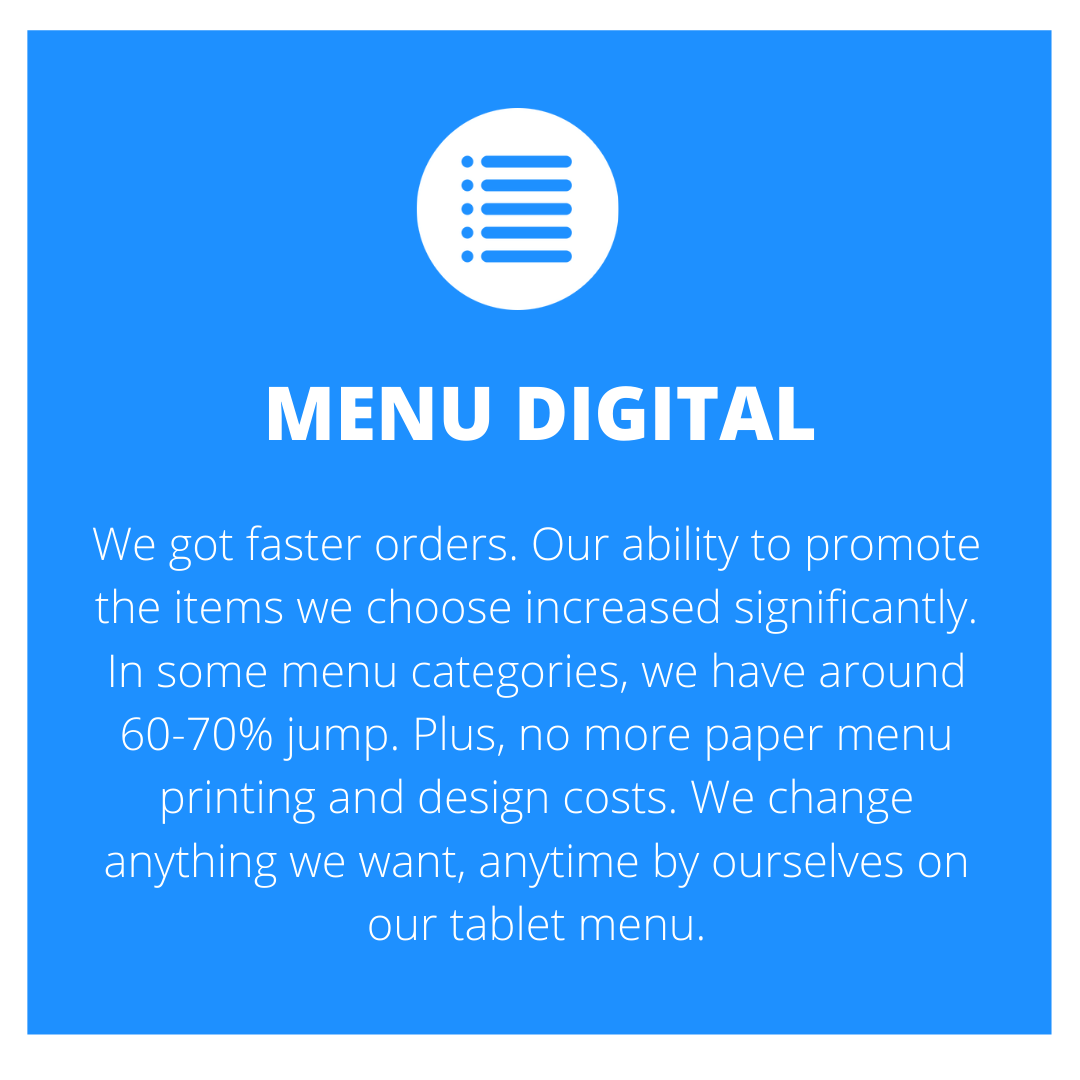 MENU DIGITAL
We got faster orders. Our ability to promote
the items we choose increased significantly.
In some menu categories, we have around
60-70% jump. Plus, no more paper menu
printing and design costs. We change
anything we want, anytime by ourselves on
our tablet menu.